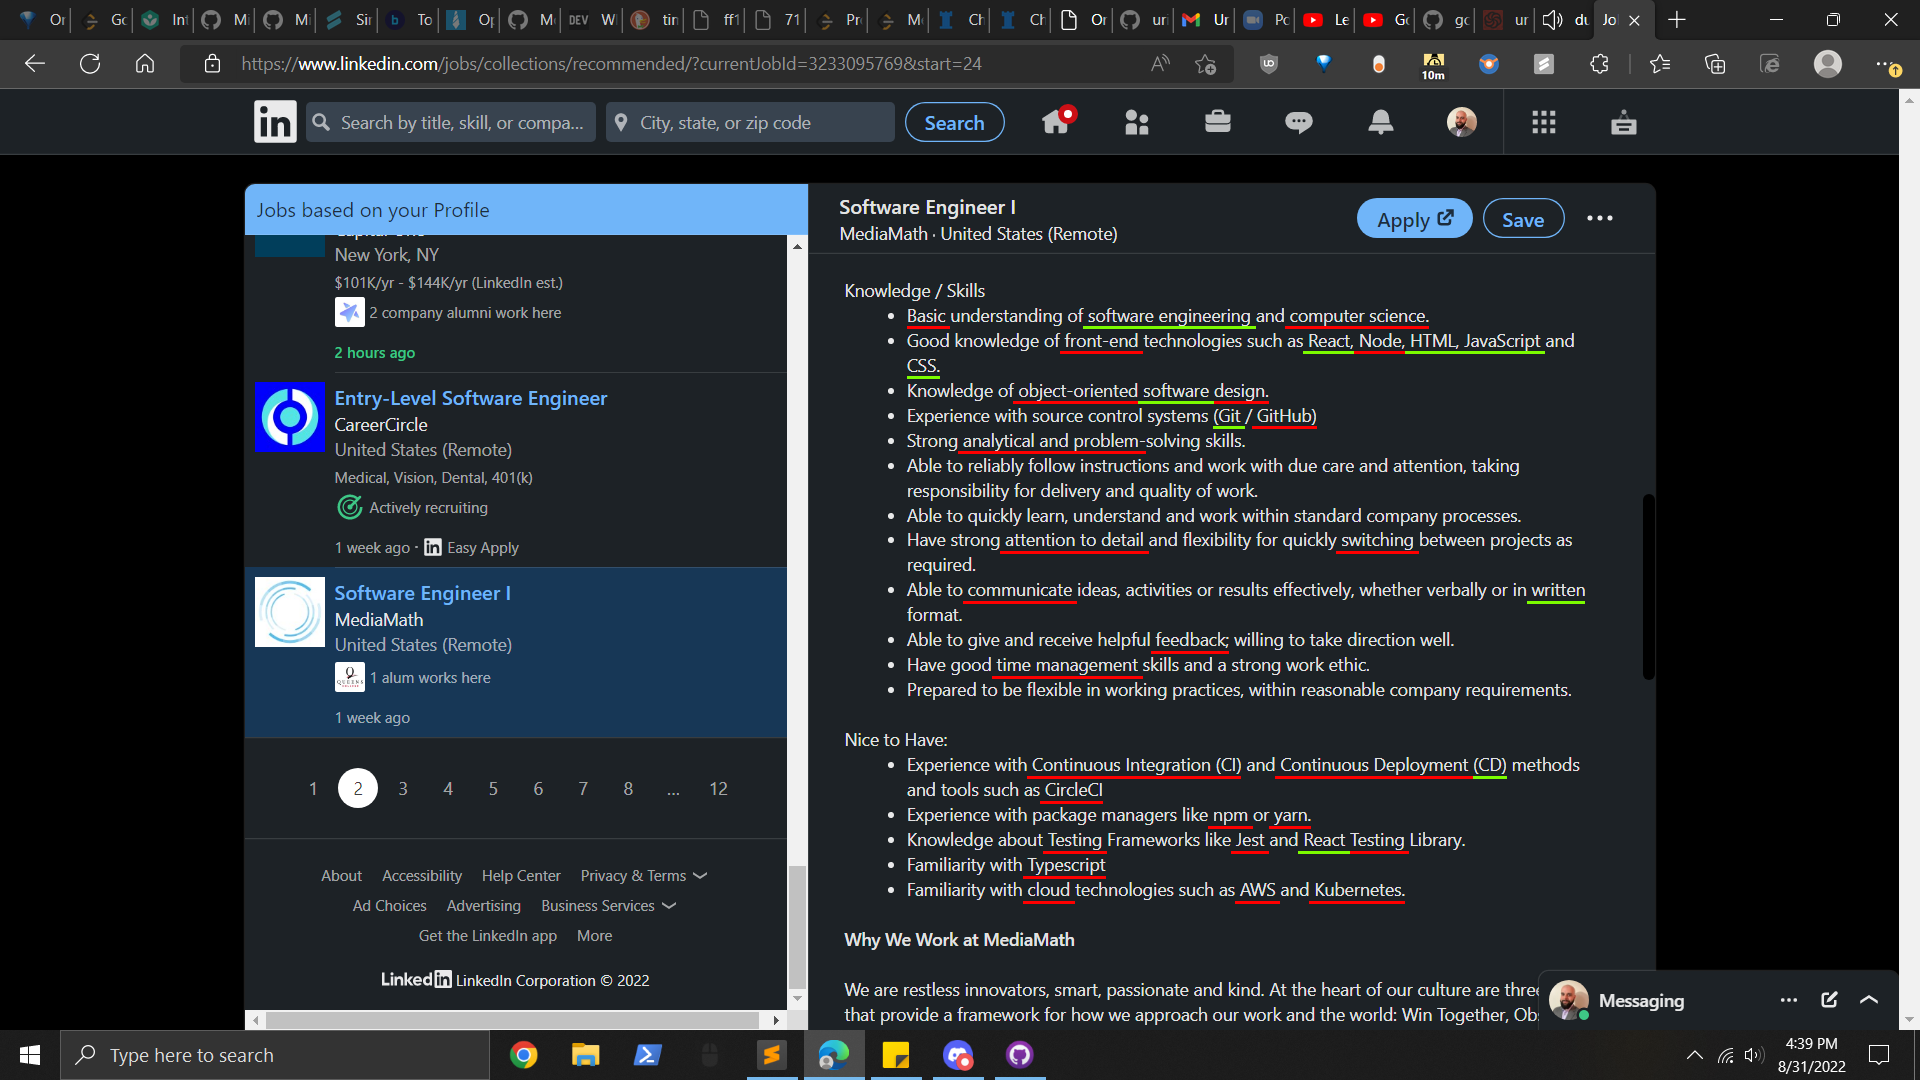 Or
Go
Int
Mi
Mi
Sir
To
Op
Mo
DEV
W
tin
ff1
71
Pro
Mo
Ch
Ch
Or
uri
Ur
Po
Le
Go
go
ur
du
Jo
https://www.linkedin.com/jobs/collections/recommended/?currentJobId=3233095769&start=24
10m
in
Search by title, skill, or compa...
City, state, or zip code
Search
Jobs based on your Profile
Capital One
New York, NY
$101K/yr - $144K/yr (LinkedIn est.)
2 company alumni work here
2 hours ago
Entry-Level Software Engineer
CareerCircle
United States (Remote)
Medical, Vision, Dental, 401(k)
Actively recruiting
1 week ago · in Easy Apply
Software Engineer I
MediaMath
United States (Remote)
1 alum works here
1 week ago
1 2 3 4 5 6 7 8 ... 12
About Accessibility Help Center Privacy & Terms
Ad Choices Advertising Business Services
Get the LinkedIn app More
LinkedIn LinkedIn Corporation © 2022
Software Engineer I
MediaMath · United States (Remote)
Apply
Save
Knowledge / Skills
• Basic understanding of software engineering and computer science.
• Good knowledge of front-end technologies such as React, Node, HTML, JavaScript and
CSS.
• Knowledge of object-oriented software design.
• Experience with source control systems (Git / GitHub)
• Strong analytical and problem-solving skills.
• Able to reliably follow instructions and work with due care and attention, taking
responsibility for delivery and quality of work.
• Able to quickly learn, understand and work within standard company processes.
• Have strong attention to detail and flexibility for quickly switching between projects as
required.
• Able to communicate ideas, activities or results effectively, whether verbally or in written
format.
• Able to give and receive helpful feedback; willing to take direction well.
• Have good time management skills and a strong work ethic.
• Prepared to be flexible in working practices, within reasonable company requirements.
Nice to Have:
• Experience with Continuous Integration (CI) and Continuous Deployment (CD) methods
and tools such as CircleCI
• Experience with package managers like npm or yarn.
• Knowledge about Testing Frameworks like Jest and React Testing Library.
• Familiarity with Typescript
• Familiarity with cloud technologies such as AWS and Kubernetes.
Why We Work at MediaMath
We are restless innovators, smart, passionate and kind. At the heart of our culture are three
that provide a framework for how we approach our work and the world: Win Together, Obs
Messaging
Type here to search
4:39 PM
8/31/2022